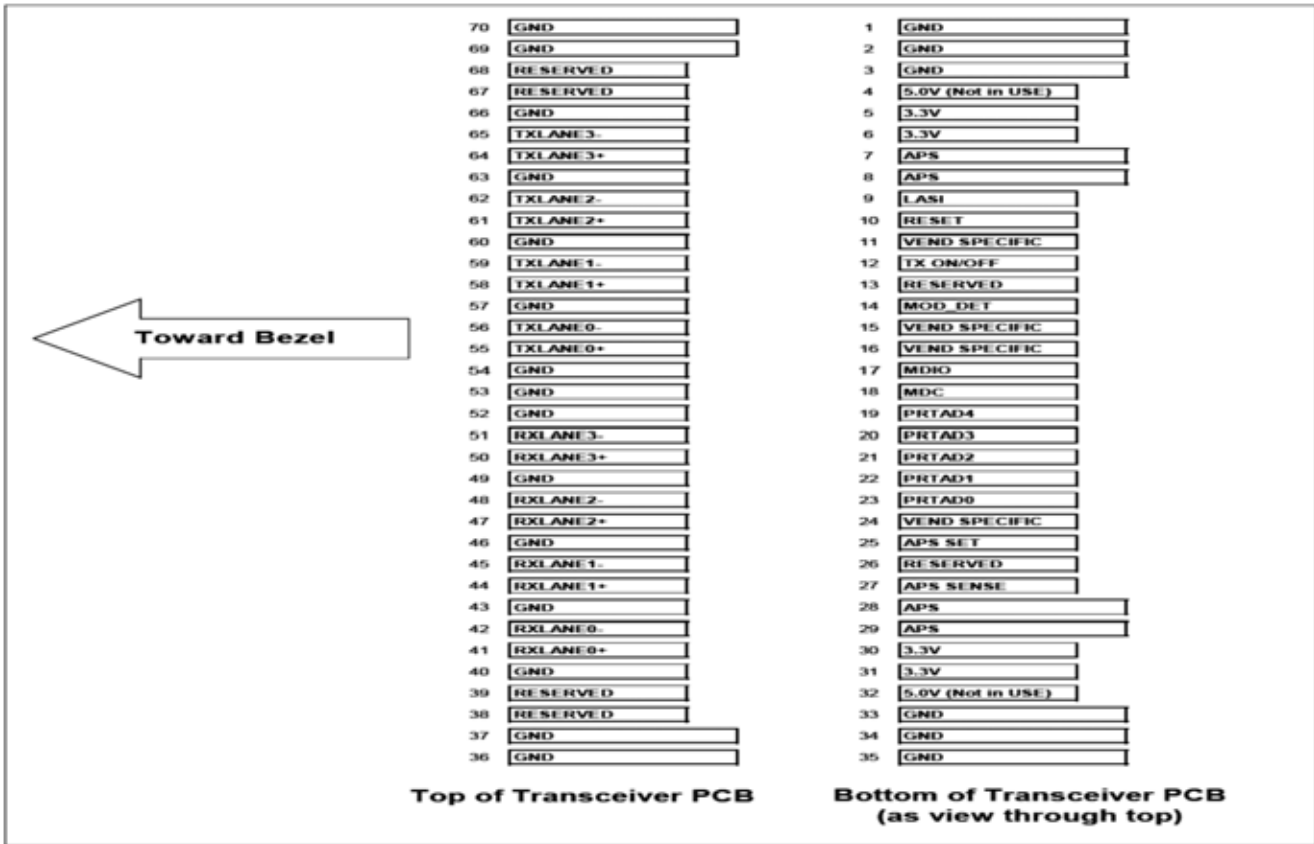 70 GND 1 GND
69 GND 2 GND
68 RESERVED 3 GND
67 RESERVED 4 5.0V (Not in USE)
66 GND 5 3.3V
65 TXLANE3- 6 3.3V
64 TXLANE3+ 7 APS
63 GND 8 APS
62 TXLANE2- 9 LASI
61 TXLANE2+ 10 RESET
60 GND 11 VEND SPECIFIC
59 TXLANE1- 12 TX ON/OFF
58 TXLANE1+ 13 RESERVED
57 GND 14 MOD_DET
56 TXLANE0- 15 VEND SPECIFIC
Toward Bezel
55 TXLANE0+ 16 VEND SPECIFIC
54 GND 17 MDIO
53 GND 18 MDC
52 GND 19 PRTAD4
51 RXLANE3- 20 PRTAD3
50 RXLANE3+ 21 PRTAD2
49 GND 22 PRTAD1
48 RXLANE2- 23 PRTAD0
47 RXLANE2+ 24 VEND SPECIFIC
46 GND 25 APS SET
45 RXLANE1- 26 RESERVED
44 RXLANE1+ 27 APS SENSE
43 GND 28 APS
42 RXLANE0- 29 APS
41 RXLANE0+ 30 3.3V
40 GND 31 3.3V
39 RESERVED 32 5.0V (Not in USE)
38 RESERVED 33 GND
37 GND 34 GND
36 GND 35 GND
Top of Transceiver PCB Bottom of Transceiver PCB
(as view through top)